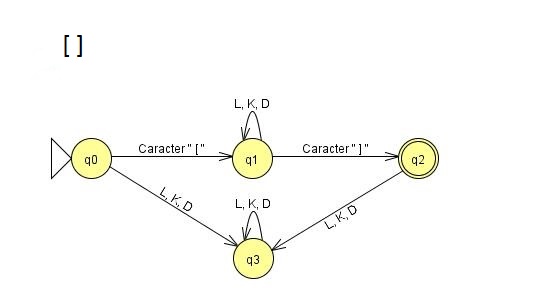 [ ]
L, K, D
Caracter " [ "
Caracter " ] "
q0
q1
q2
L, K, D
L, K, D
L, K, D
q3